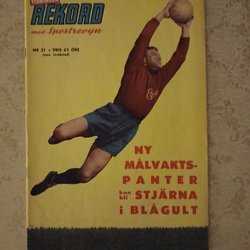 REKORD
med Sportrevyn
NR 21 • PRIS 65 ÖRE
NY
MÅLVAKTS-
PANTER
kan
bli STJÄRNA
i BLÅGULT